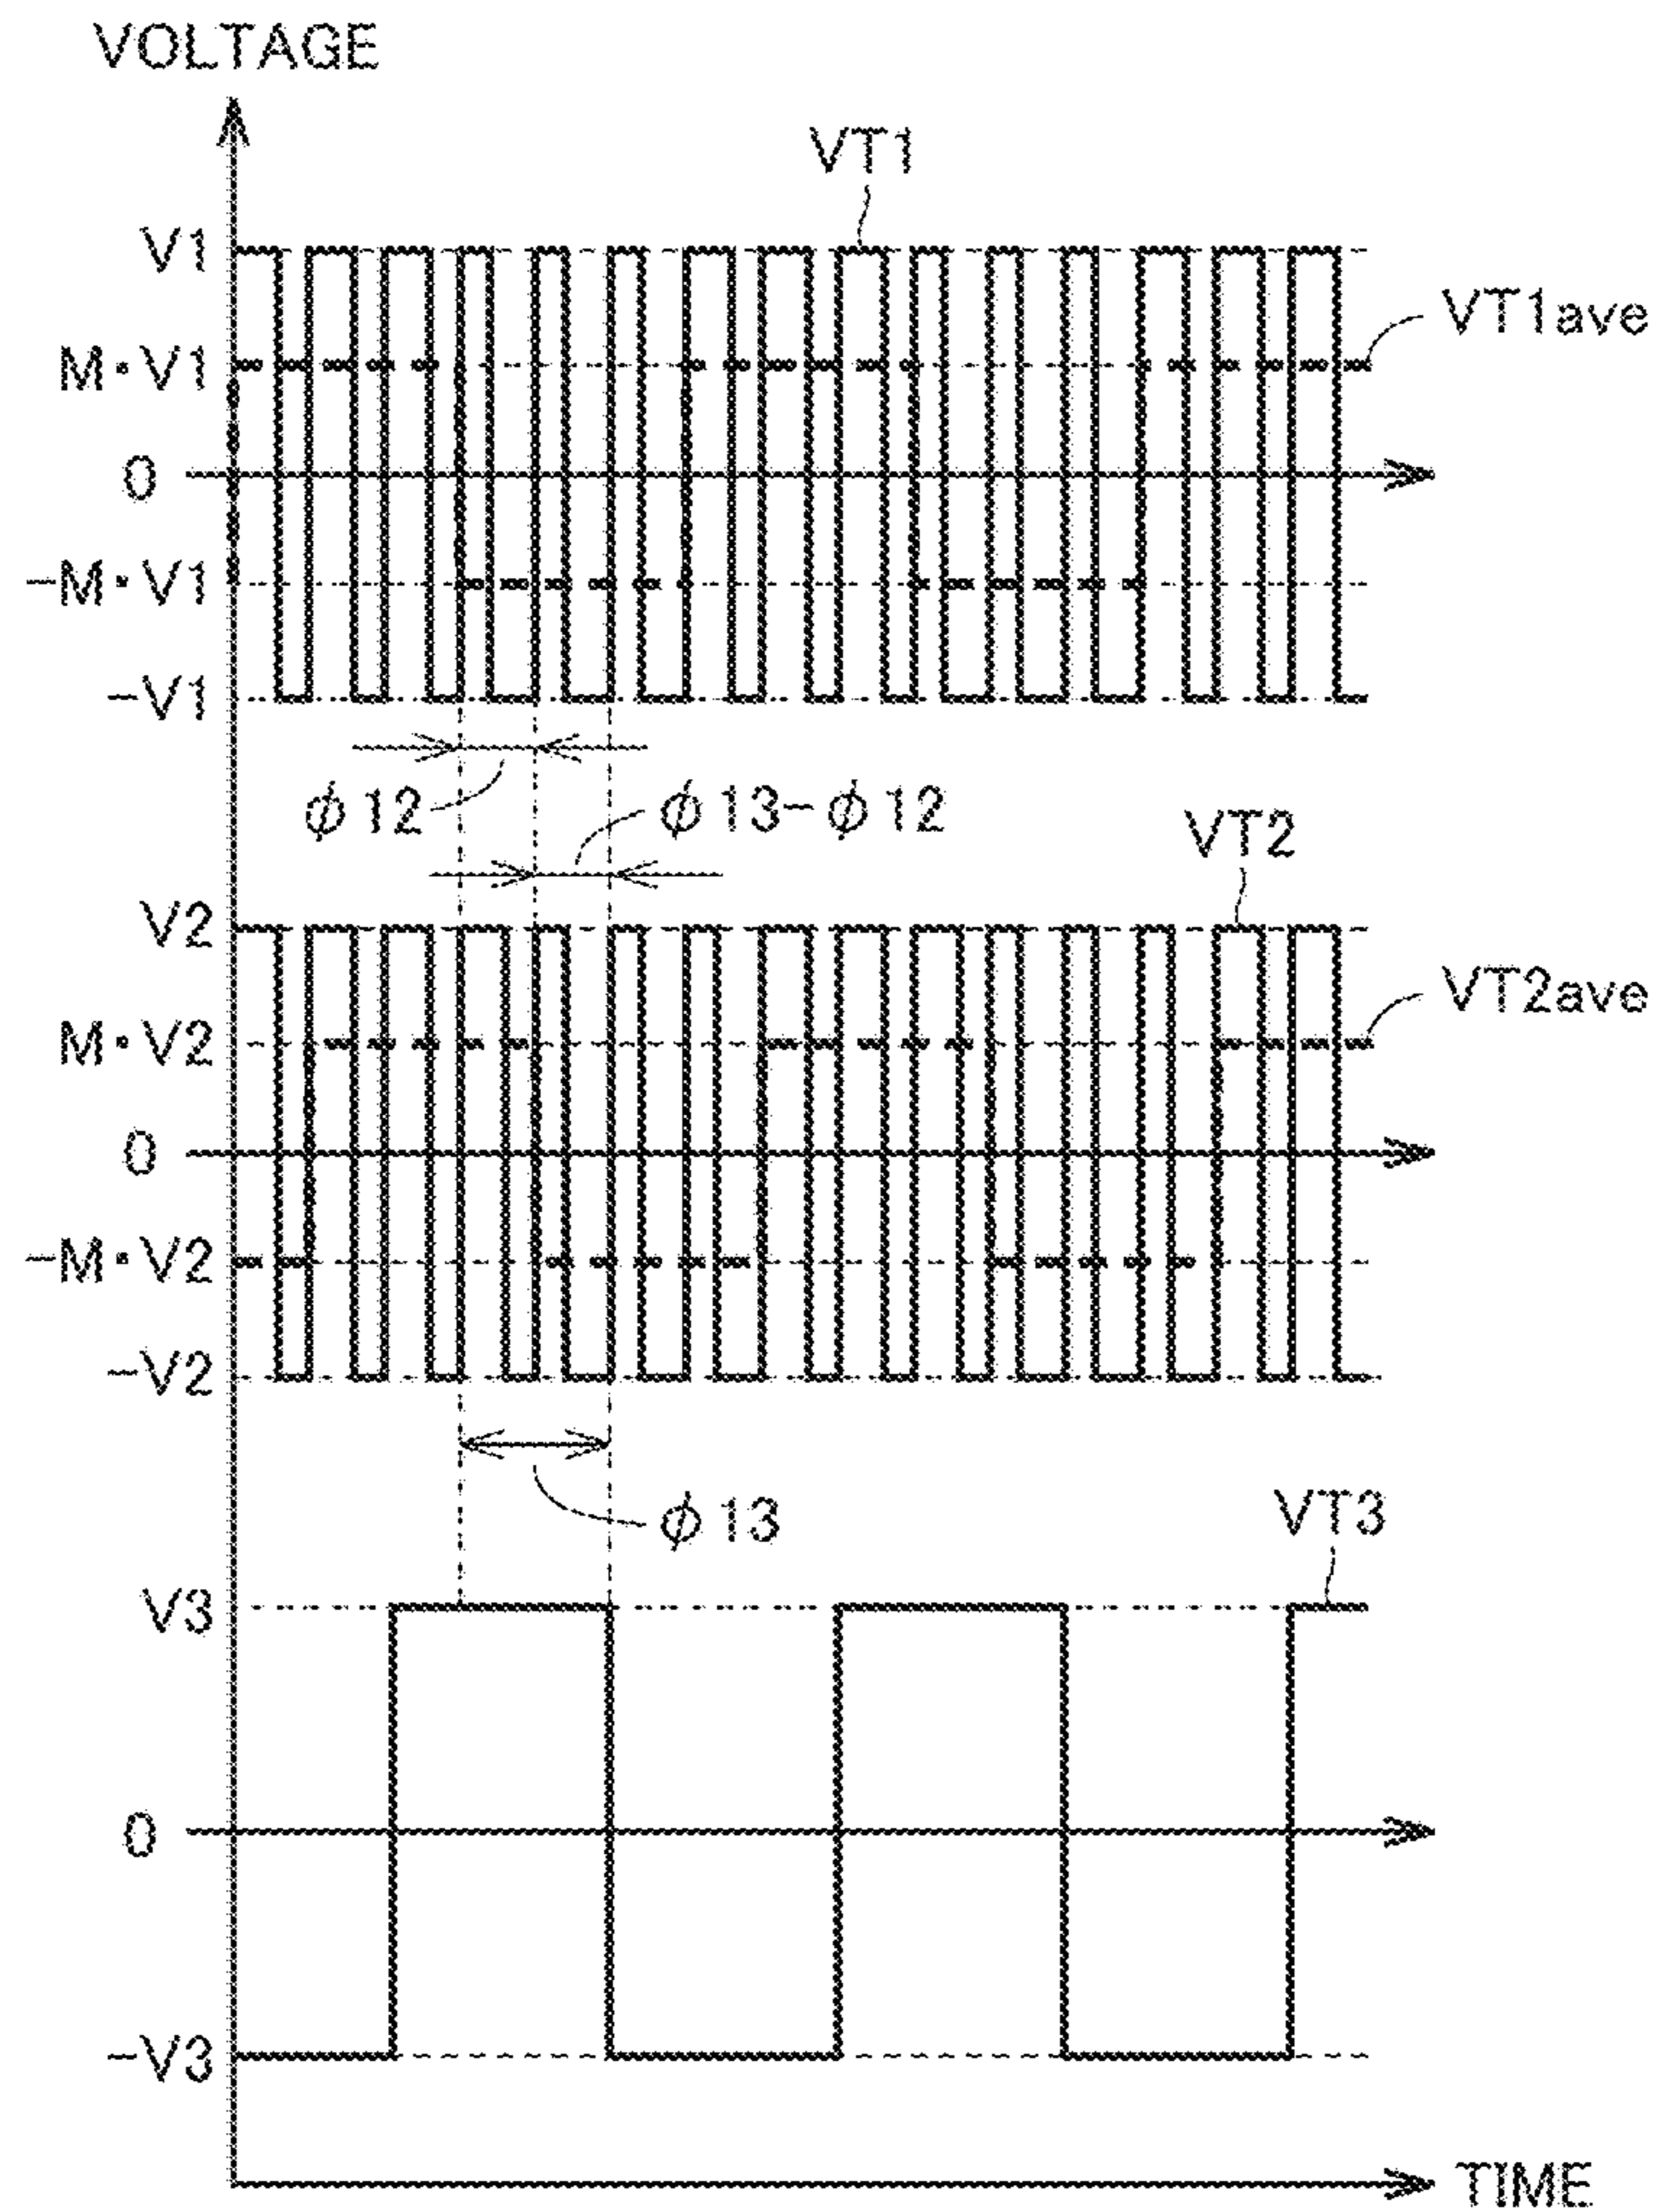 VOLTAGE
VT1
V1
VT1ave
M·V1
0
-M·V1
-V1
ϕ12
ϕ13-ϕ12
VT2
V2
VT2ave
M·V2
0
-M·V2
-V2
ϕ13
VT3
V3
0
-V3
TIME